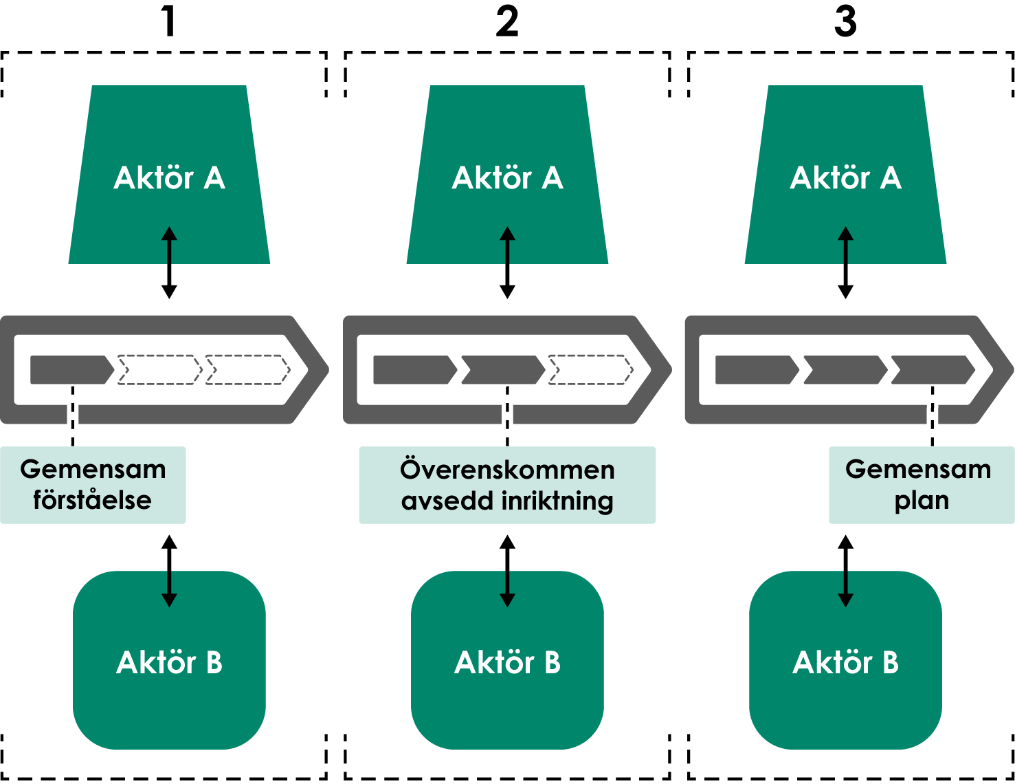 1
2
3
Aktör A
Aktör A
Aktör A
Gemensam
förståelse
Överenskommen
avsedd inriktning
Gemensam
plan
Aktör B
Aktör B
Aktör B